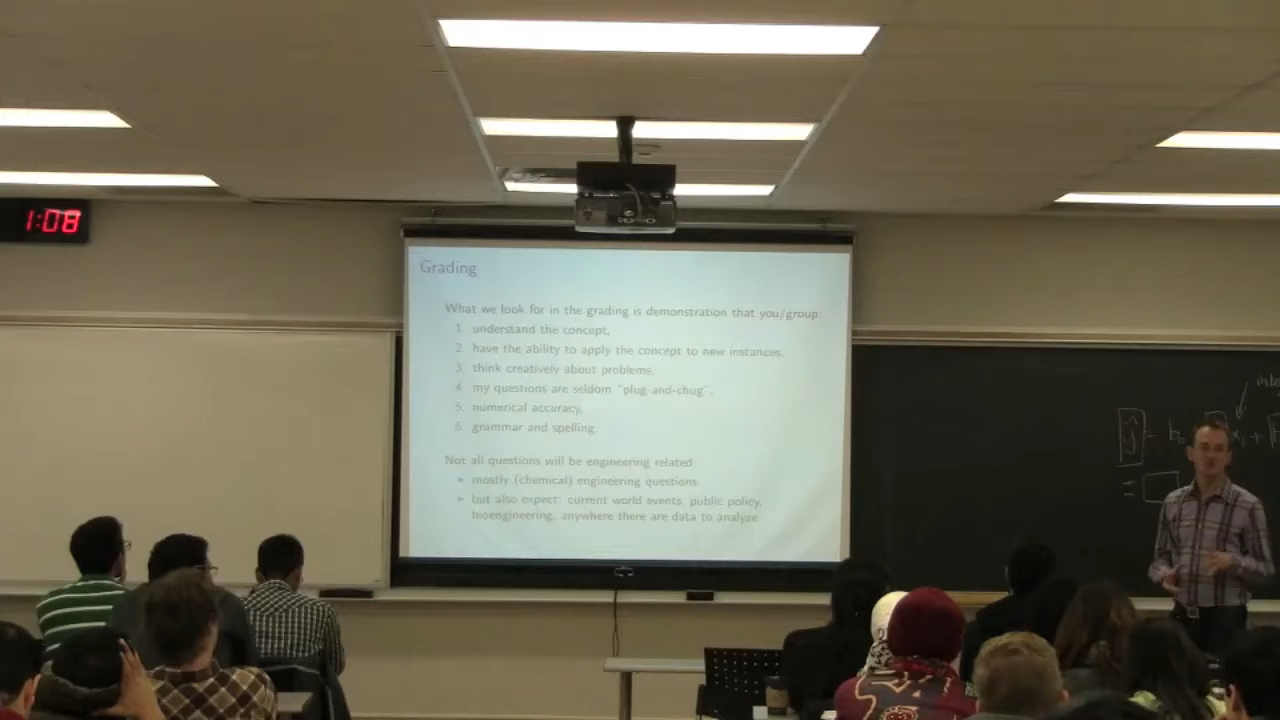 1:08
Grading
What we look for in the grading is demonstration that you/group:
1. understand the concept,
2. have the ability to apply the concept to new instances,
3. think creatively about problems,
4. my questions are seldom "plug-and-chug",
5. numerical accuracy,
6. grammar and spelling.
Not all questions will be engineering related:
• mostly (chemical) engineering questions
• but also expect: current world events, public policy,
bioengineering, anywhere there are data to analyze